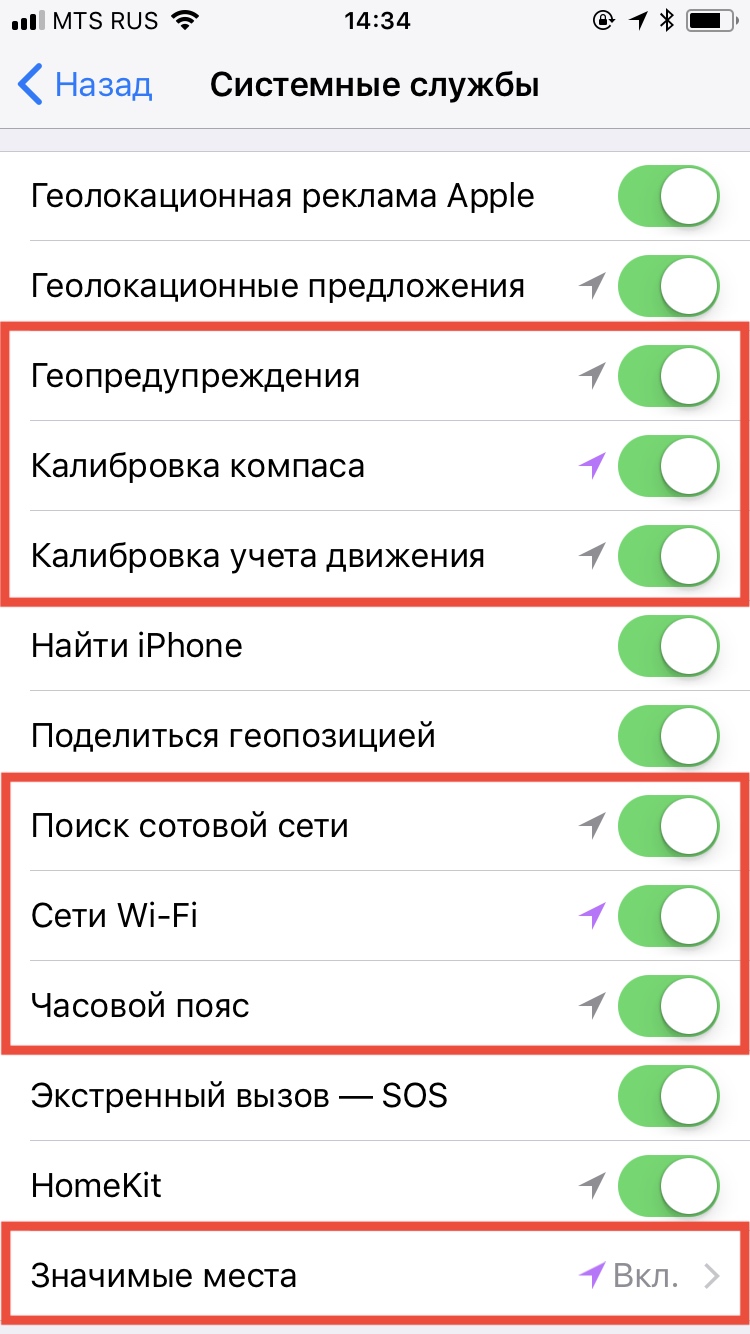 MTS RUS 14:34
Назад Системные службы
Геолокационная реклама Apple
Геолокационные предложения
Геопредупреждения
Калибровка компаса
Калибровка учета движения
Найти iPhone
Поделиться геопозицией
Поиск сотовой сети
Сети Wi-Fi
Часовой пояс
Экстренный вызов — SOS
HomeKit
Значимые места Вкл.